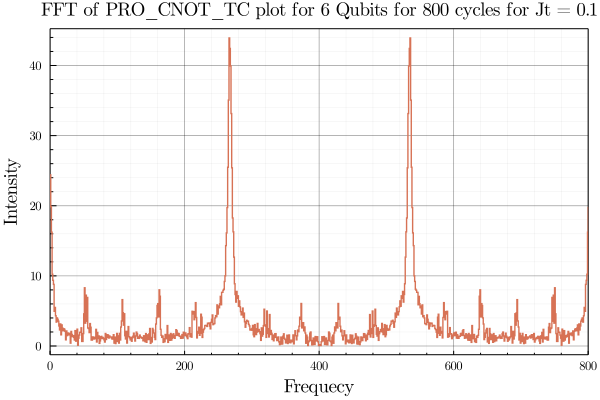 FFT of PRO_CNOT_TC plot for 6 Qubits for 800 cycles for Jt = 0.1
Intensity
40
30
20
10
0
0 200 400 600 800
Frequecy